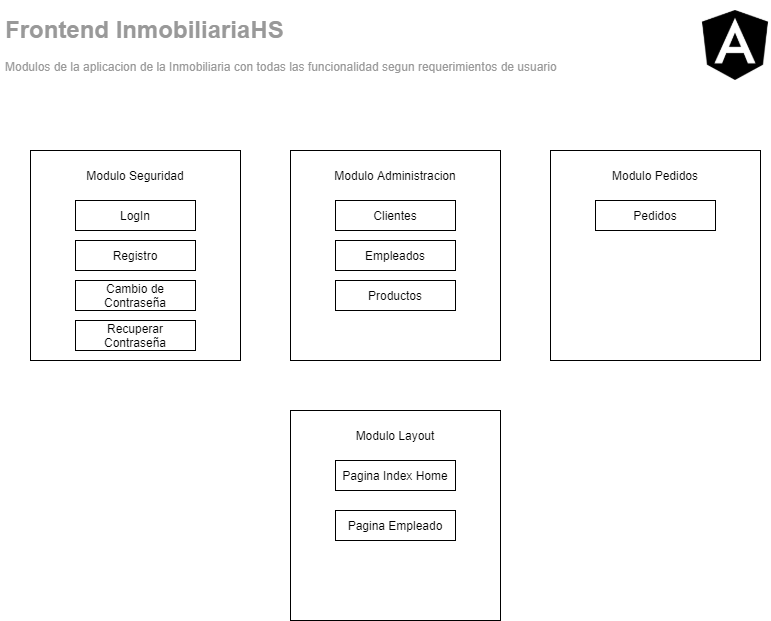 Frontend InmobiliariaHS
Modulos de la aplicacion de la Inmobiliaria con todas las funcionalidad segun requerimientos de usuario
Modulo Seguridad
LogIn
Registro
Cambio de
Contraseña
Recuperar
Contraseña
Modulo Administracion
Clientes
Empleados
Productos
Modulo Pedidos
Pedidos
Modulo Layout
Pagina Index Home
Pagina Empleado